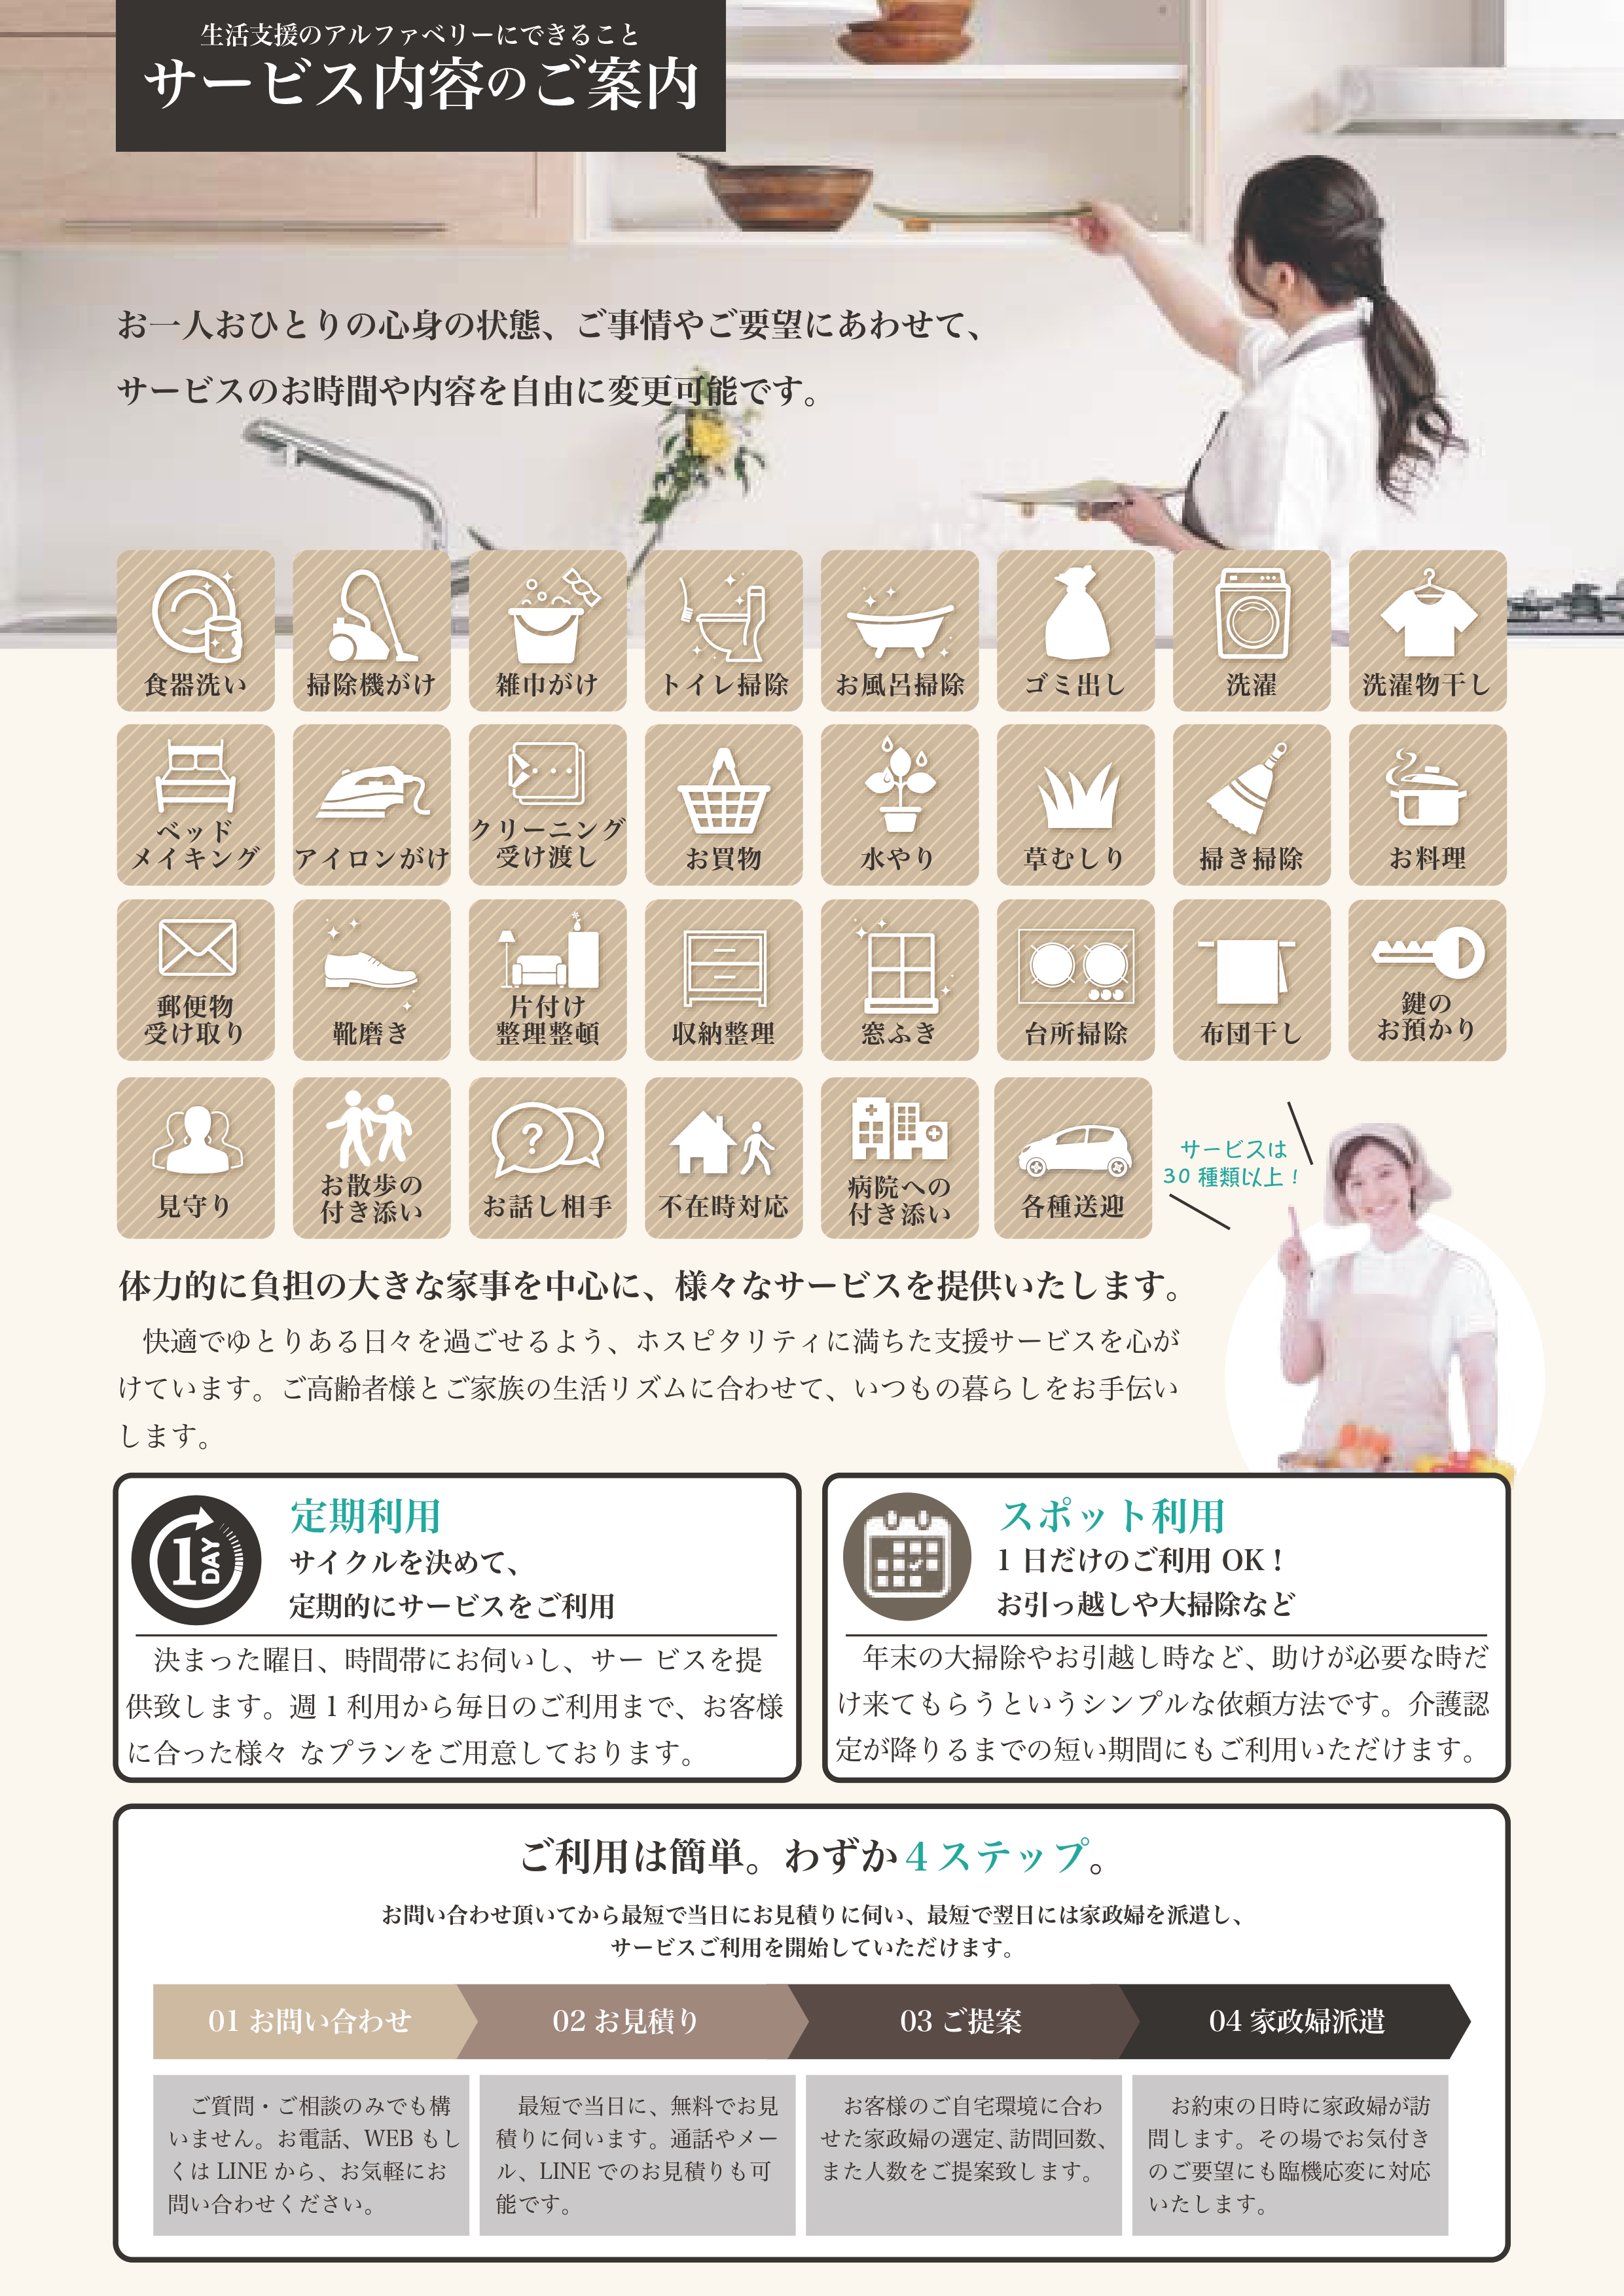 生活支援のアルファベリーにできること
サービス内容のご案内
お一人おひとりの心身の状態、ご事情やご要望にあわせて、
サービスのお時間や内容を自由に変更可能です。
食器洗い
掃除機がけ
雑巾がけ
トイレ掃除
お風呂掃除
ゴミ出し
洗濯
洗濯物干し
ベッド
メイキング
アイロンがけ
クリーニング
受け渡し
お買物
水やり
草むしり
掃き掃除
お料理
郵便物
受け取り
靴磨き
片付け
整理整頓
収納整理
窓ふき
台所掃除
布団干し
鍵の
お預かり
見守り
お散歩の
付き添い
?
お話し相手
不在時対応
病院への
付き添い
各種送迎
サービスは
30 種類以上！
体力的に負担の大きな家事を中心に、様々なサービスを提供いたします。
快適でゆとりある日々を過ごせるよう、ホスピタリティに満ちた支援サービスを心が
けています。ご高齢者様とご家族の生活リズムに合わせて、いつもの暮らしをお手伝い
します。
1 DAY
定期利用
サイクルを決めて、
定期的にサービスをご利用
決まった曜日、時間帯にお伺いし、サー ビスを提
供致します。週 1 利用から毎日のご利用まで、お客様
に合った様々 なプランをご用意しております。
スポット利用
1 日だけのご利用 OK！
お引っ越しや大掃除など
年末の大掃除やお引越し時など、助けが必要な時だ
け来てもらうというシンプルな依頼方法です。介護認
定が降りるまでの短い期間にもご利用いただけます。
ご利用は簡単。わずか 4 ステップ。
お問い合わせ頂いてから最短で当日にお見積りに伺い、最短で翌日には家政婦を派遣し、
サービスご利用を開始していただけます。
01 お問い合わせ
02 お見積り
03 ご提案
04 家政婦派遣
ご質問・ご相談のみでも構
いません。お電話、WEB もし
くは LINE から、お気軽にお
問い合わせください。
最短で当日に、無料でお見
積りに伺います。通話やメー
ル、LINE でのお見積りも可
能です。
お客様のご自宅環境に合わ
せた家政婦の選定、訪問回数、
また人数をご提案致します。
お約束の日時に家政婦が訪
問します。その場でお気付き
のご要望にも臨機応変に対応
いたします。